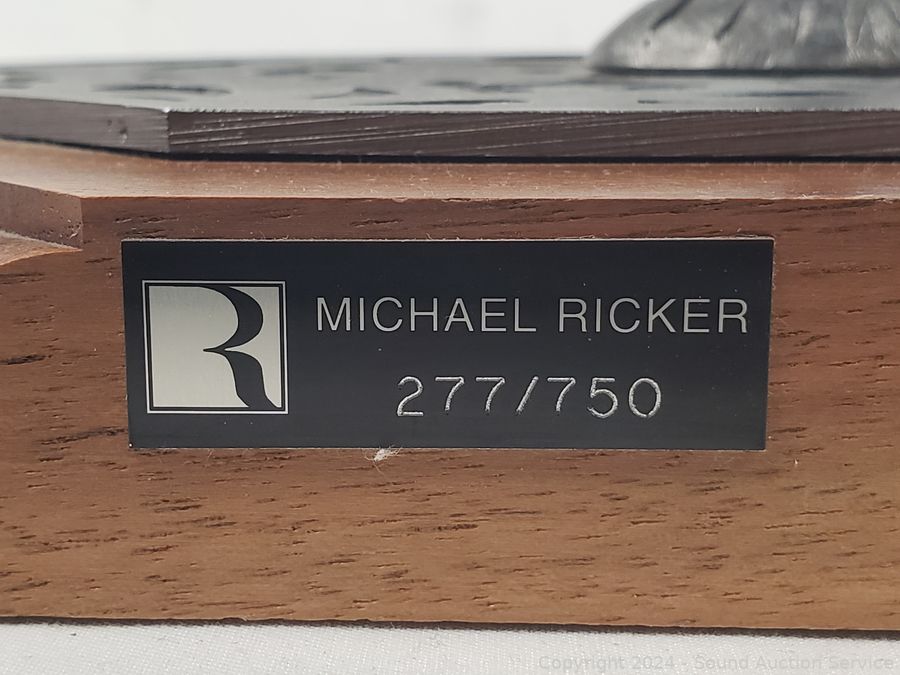 R MICHAEL RICKER
277/750
Copyright 2024 - Sound Auction Service